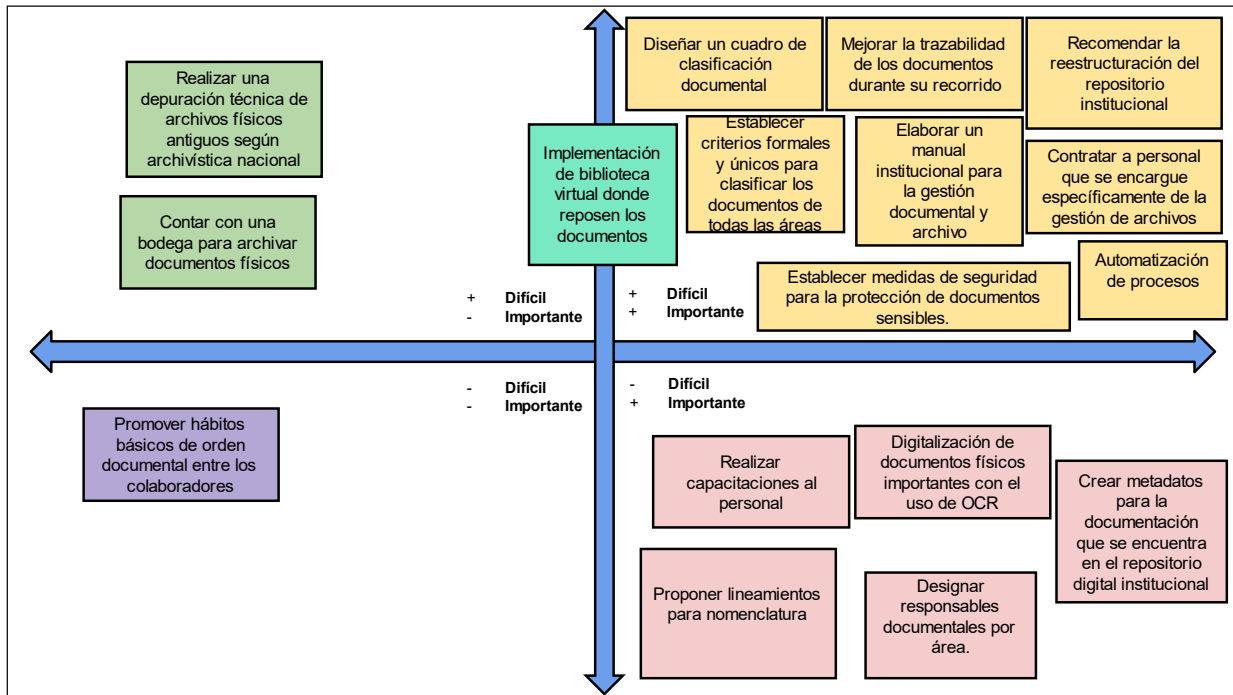 Realizar una
depuración técnica de
archivos físicos
antiguos según
archivística nacional
Contar con una
bodega para archivar
documentos físicos
Implementación
de biblioteca
virtual donde
reposen los
documentos
Diseñar un cuadro de
clasificación
documental
Mejorar la trazabilidad
de los documentos
durante su recorrido
Recomendar la
reestructuración del
repositorio
institucional
Establecer
criterios formales
y únicos para
clasificar los
documentos de
todas las áreas
Elaborar un
manual
institucional para
la gestión
documental y
archivo
Contratar a personal
que se encargue
específicamente de la
gestión de archivos
Establecer medidas de seguridad
para la protección de documentos
sensibles.
Automatización
de procesos
+ Difícil
- Importante
+ Difícil
+ Importante
- Difícil
- Importante
- Difícil
+ Importante
Promover hábitos
básicos de orden
documental entre los
colaboradores
Realizar
capacitaciones al
personal
Digitalización de
documentos físicos
importantes con el
uso de OCR
Crear metadatos
para la
documentación
que se encuentra
en el repositorio
digital institucional
Proponer lineamientos
para nomenclatura
Designar
responsables
documentales por
área.